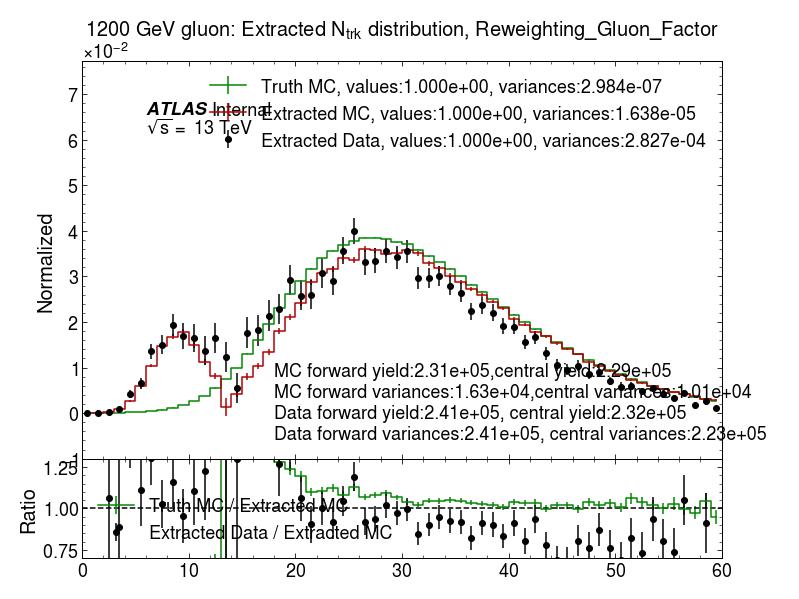 1200 GeV gluon: Extracted Ntrk distribution, Reweighting_Gluon_Factor
×10−2
Truth MC, values:1.000e+00, variances:2.984e-07
ATLAS Internal
Extracted MC, values:1.000e+00, variances:1.638e-05
√s = 13 TeV
Extracted Data, values:1.000e+00, variances:2.827e-04
7
6
5
4
3
2
1
0
1
Normalized
MC forward yield:2.31e+05,central yield:2.29e+05
MC forward variances:1.63e+04,central variances:1.01e+04
Data forward yield:2.41e+05, central yield:2.32e+05
Data forward variances:2.41e+05, central variances:2.23e+05
1.25
1.00
0.75
Ratio
Truth MC / Extracted MC
Extracted Data / Extracted MC
0 10 20 30 40 50 60